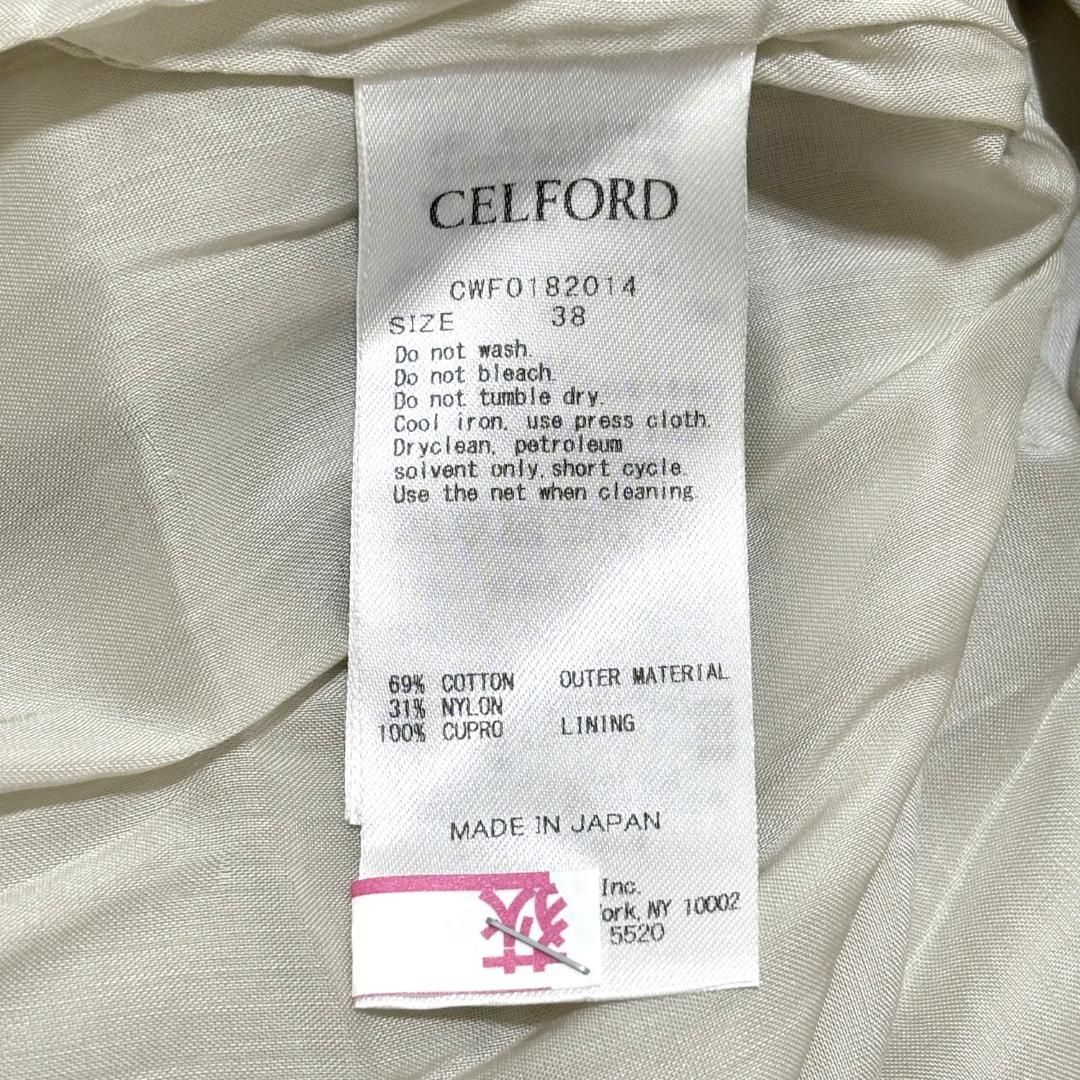 CELFORD
CWF0182014
SIZE 38
Do not wash.
Do not bleach.
Do not tumble dry.
Cool iron, use press cloth.
Dryclean, petroleum
solvent only, short cycle.
Use the net when cleaning.
69% COTTON OUTER MATERIAL
31% NYLON
100% CUPRO LINING
MADE IN JAPAN
Inc.
ork, NY 10002
5520